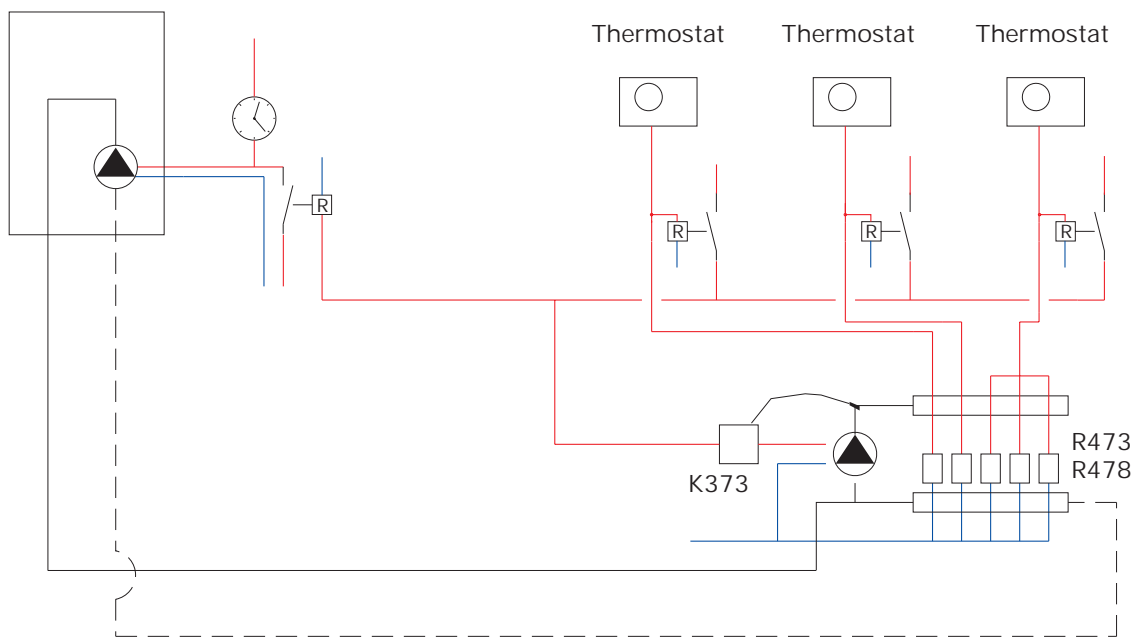 Thermostat Thermostat Thermostat
R
R R R
R473
R478
K373